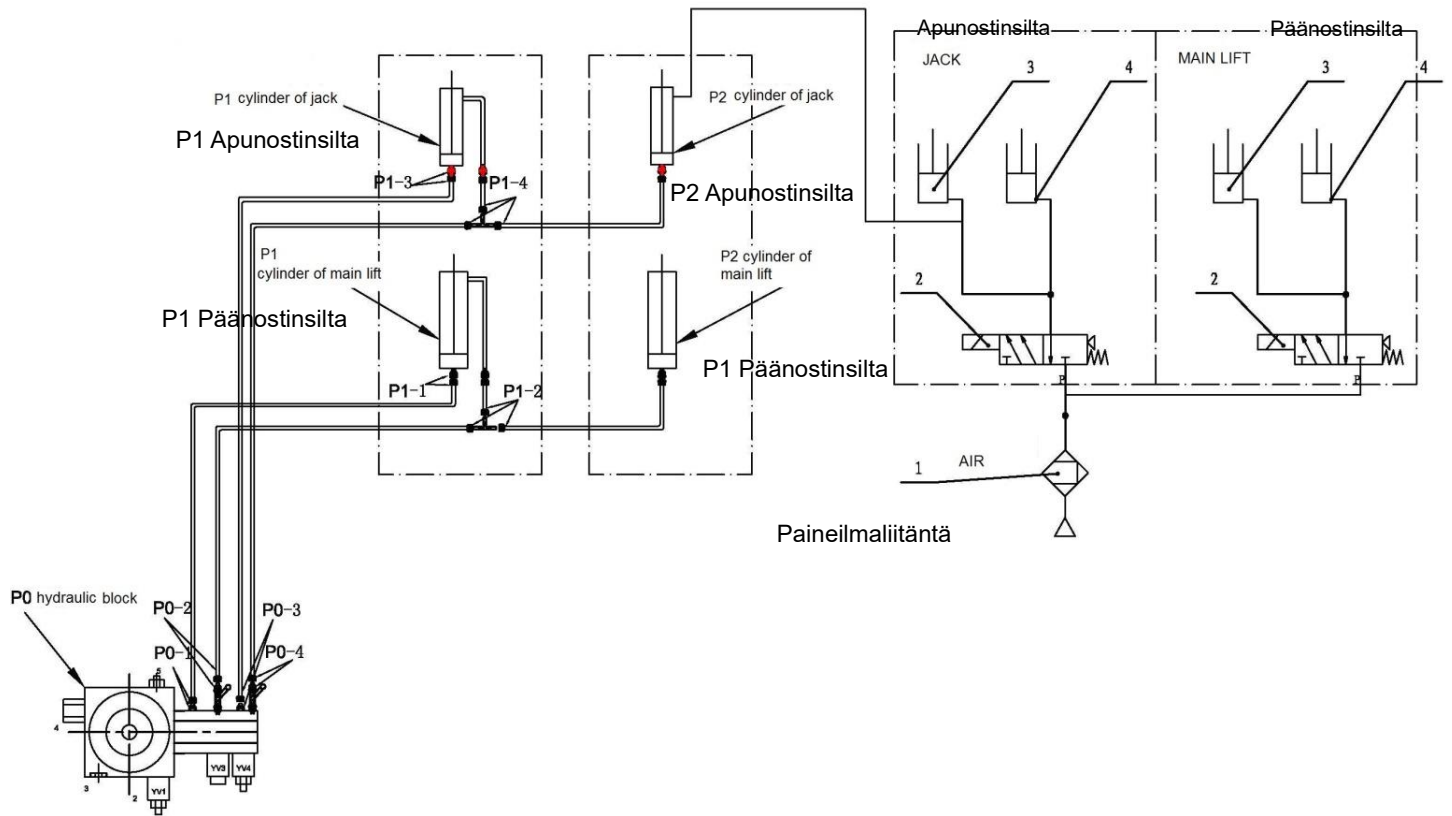 Apunostinsilta
Päänostinsilta
JACK
MAIN LIFT
3
4
3
4
P1 cylinder of jack
P2 cylinder of jack
P1 Apunostinsilta
P1-3
P1-4
P2 Apunostinsilta
P1
cylinder of main lift
P2 cylinder of
main lift
2
2
P1 Päänostinsilta
P1 Päänostinsilta
P1-1
P1-2
P
P
1
AIR
Paineilmaliitäntä
P0 hydraulic block
P0-2
P0-3
P0-1
P0-4
5
4
3
2
YV1
YV3
YV4